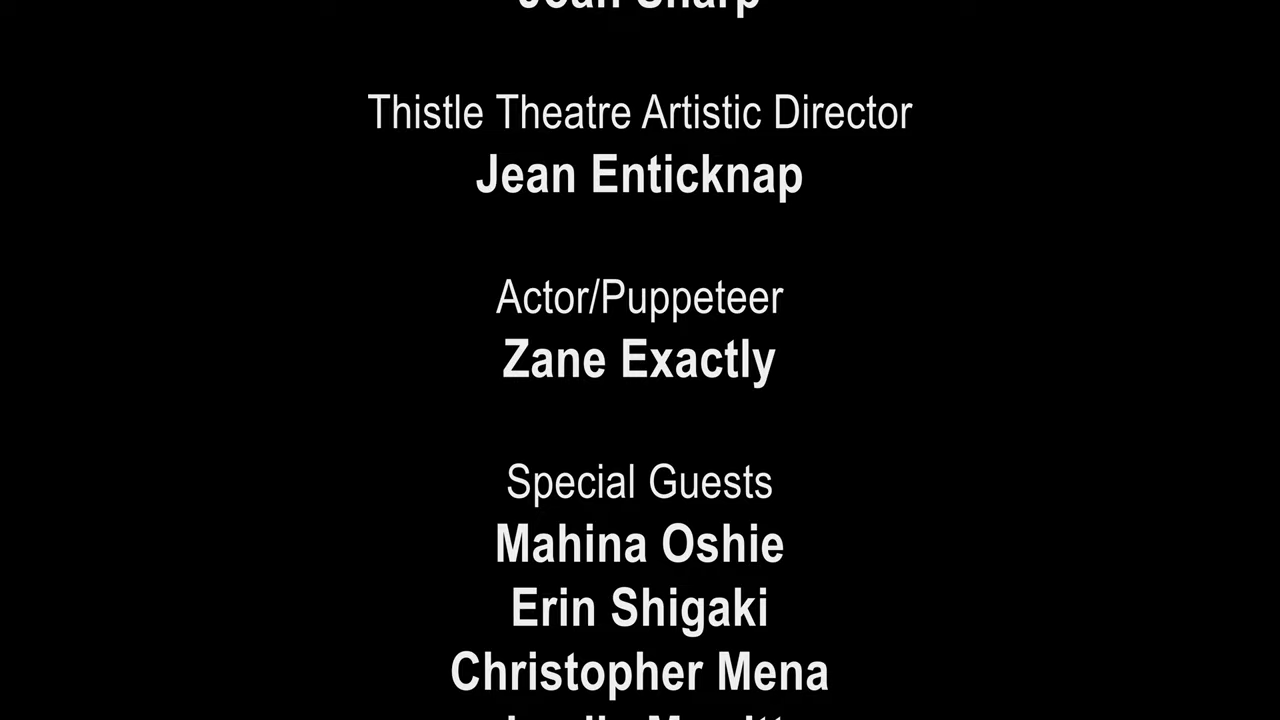 Thistle Theatre Artistic Director
Jean Enticknap
Actor/Puppeteer
Zane Exactly
Special Guests
Mahina Oshie
Erin Shigaki
Christopher Mena